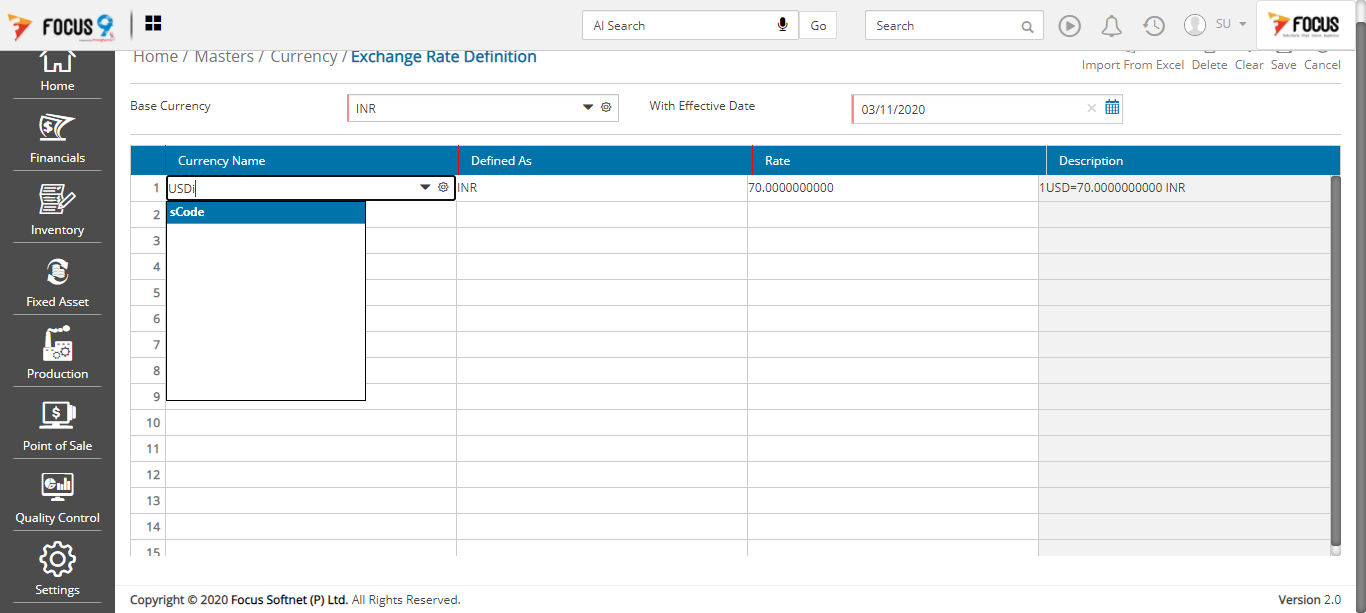 FOCUS 9
AI Search
Go
Search
SU
FOCUS
Home / Masters / Currency / Exchange Rate Definition
Import From Excel Delete Clear Save Cancel
Base Currency
INR
With Effective Date
03/11/2020
Currency Name
Defined As
Rate
Description
1
USDi
INR
70.0000000000
1USD=70.0000000000 INR
sCode
2
3
4
5
6
7
8
9
10
11
12
13
14
15
Home
Financials
Inventory
Fixed Asset
Production
Point of Sale
Quality Control
Settings
Copyright © 2020 Focus Softnet (P) Ltd. All Rights Reserved.
Version 2.0